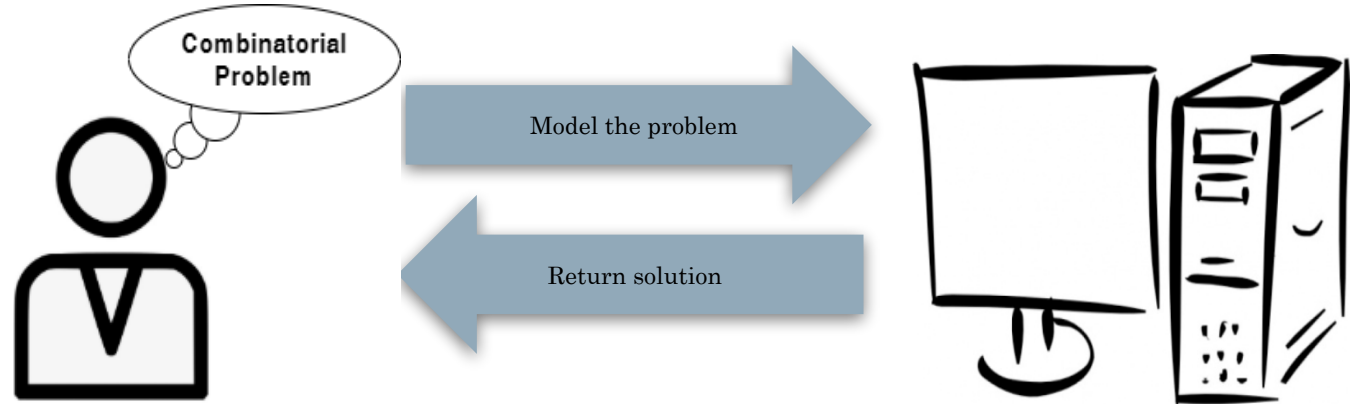 Combinatorial
Problem
Model the problem
Return solution